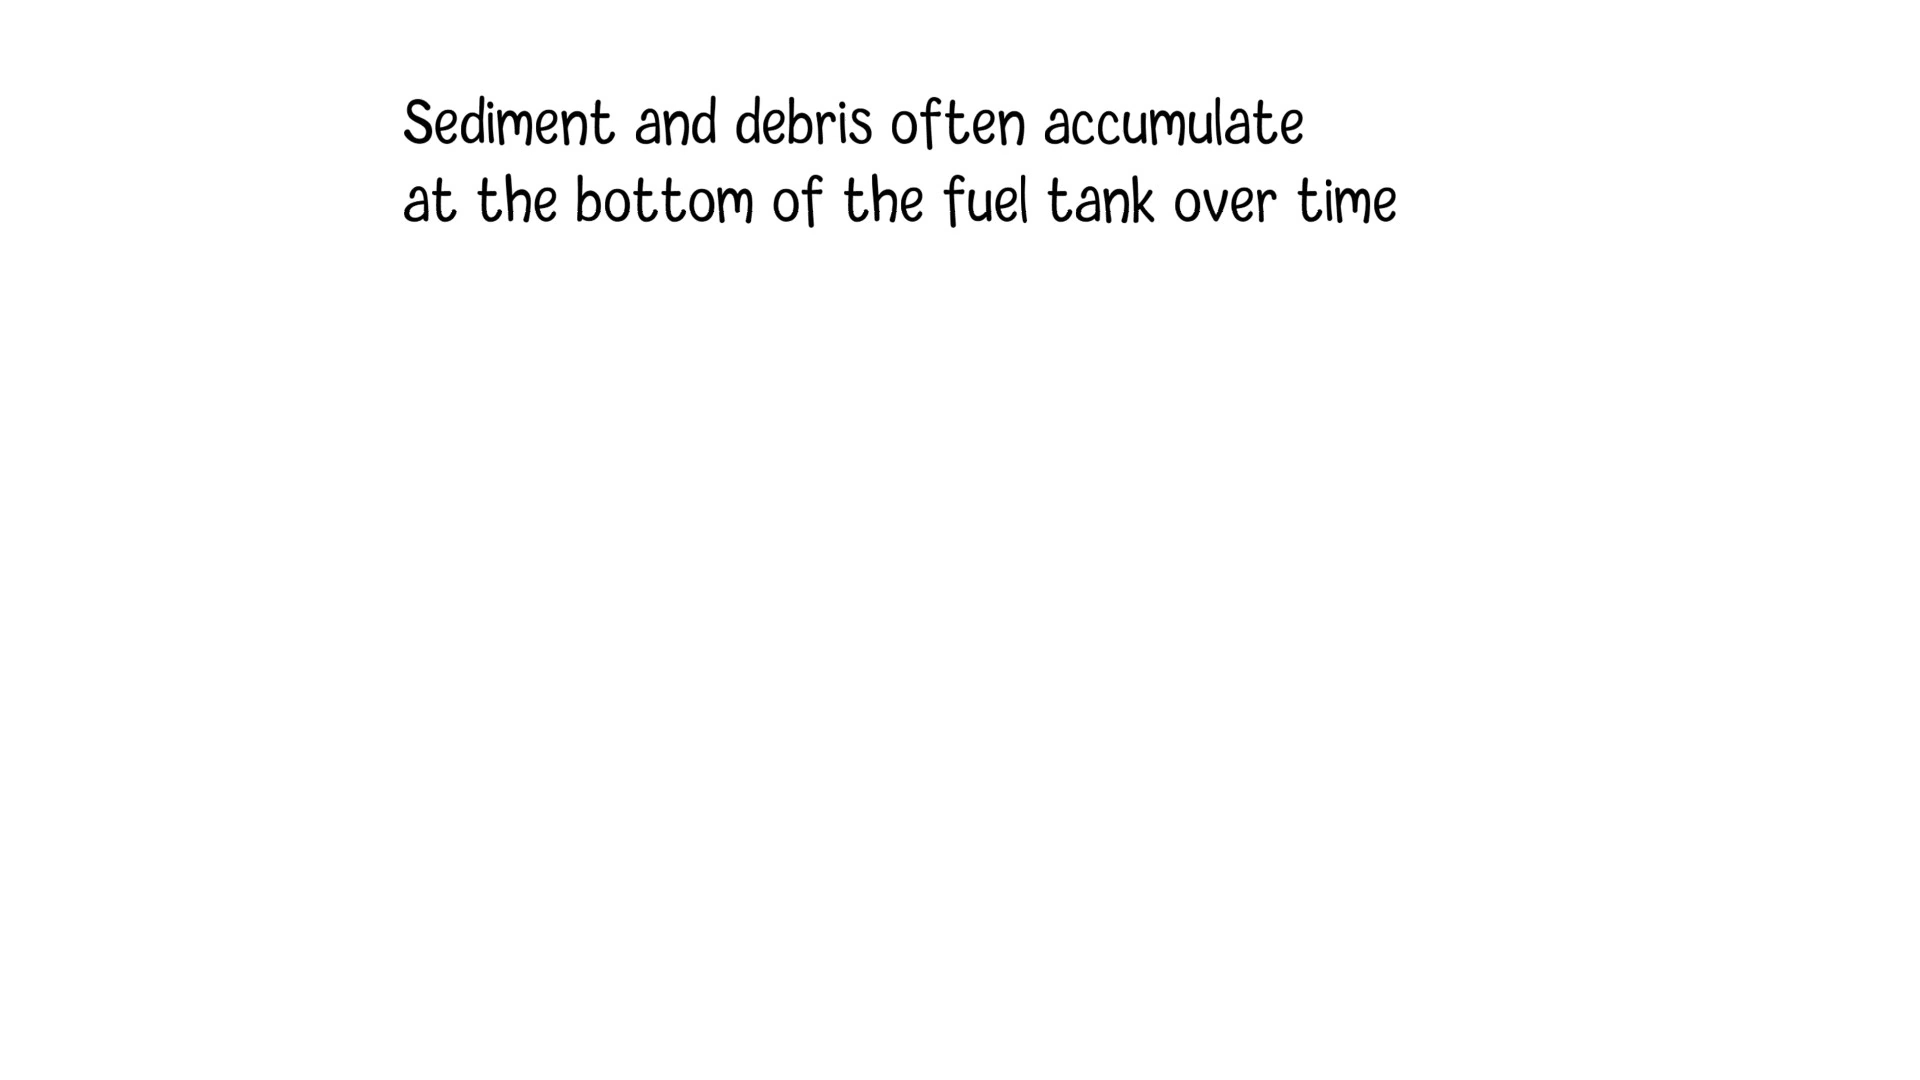 Sediment and debris often accumulate
at the bottom of the fuel tank over time